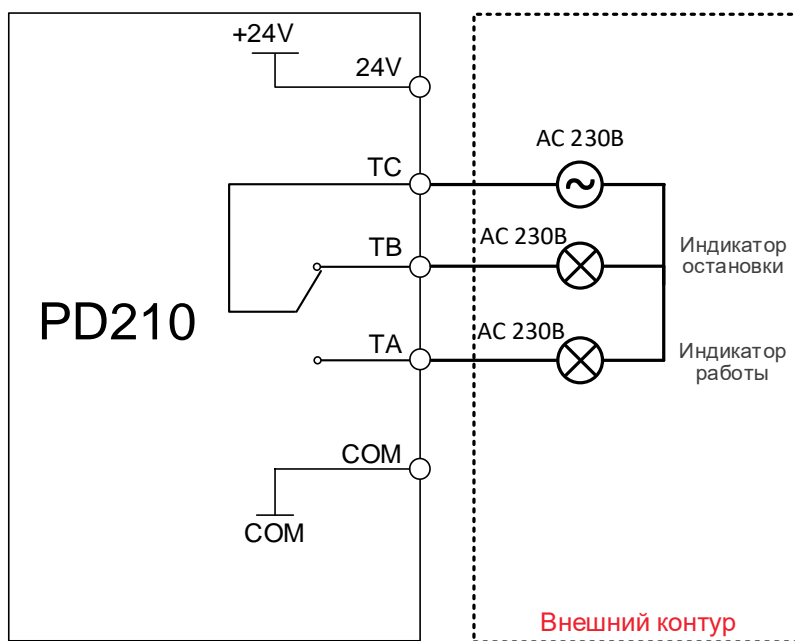 +24V
24V
TC
AC 230В
TB
AC 230В
Индикатор
остановки
PD210
TA
AC 230В
Индикатор
работы
COM
COM
Внешний контур